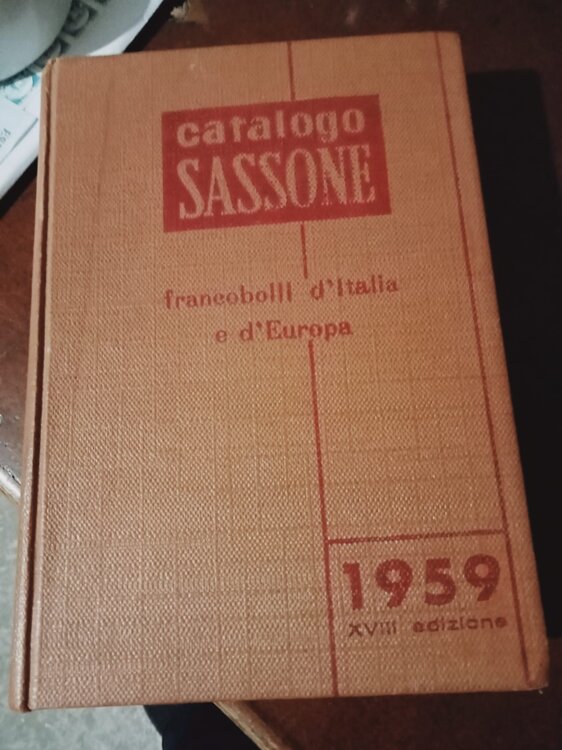 catalogo
SASSONE
francobolli d'Italia
e d'Europa
1959
XVIII edizione